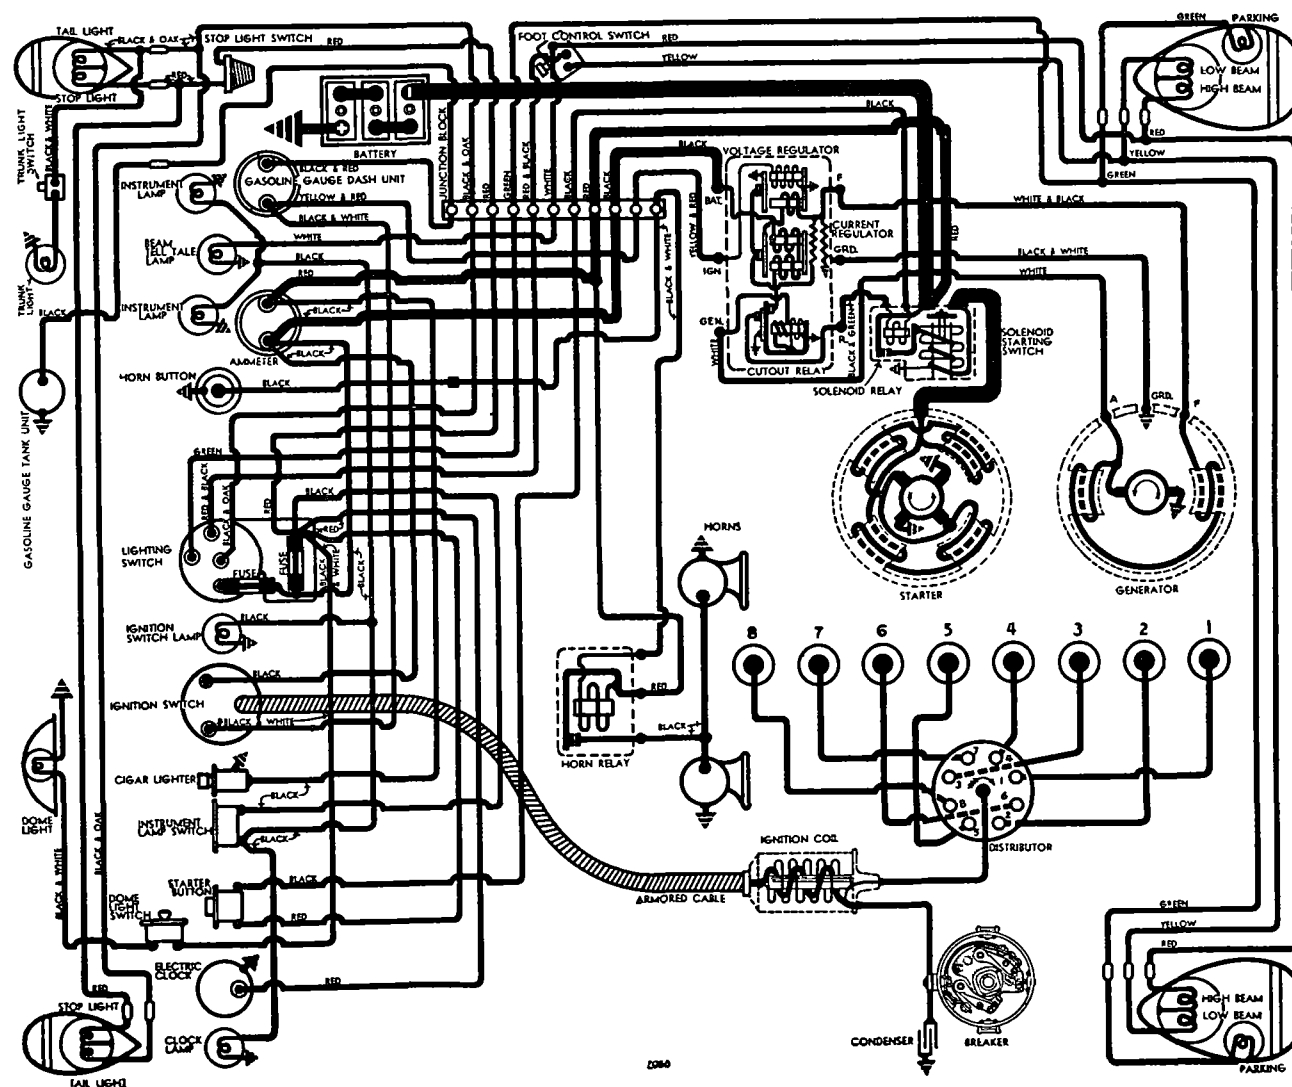 TAIL LIGHT
BLACK & OAK
STOP LIGHT SWITCH
RED
FOOT CONTROL SWITCH
RED
YELLOW
GREEN
PARKING
LOW BEAM
HIGH BEAM
RED
STOP LIGHT
TRUNK LIGHT
SWITCH
BLACK & WHITE
BATTERY
JUNCTION BLOCK
BLACK & OAK
RED
GREEN
RED & BLACK
WHITE
BLACK
RED
BLACK
BLACK
BLACK
VOLTAGE REGULATOR
RED
YELLOW
GREEN
INSTRUMENT
LAMP
GASOLINE
GAUGE DASH UNIT
BLACK & RED
YELLOW & RED
BLACK & WHITE
BAT.
F
WHITE & BLACK
CURRENT
REGULATOR
BEAM
TELL TALE
LAMP
WHITE
BLACK
YELLOW & RED
IGN
GRD.
RED
BLACK & WHITE
WHITE
TRUNK
LIGHT
RED
BLACK & WHITE
BLACK
INSTRUMENT
LAMP
BLACK
GEN.
WHITE
BLACK & GREEN
R
SOLENOID
STARTING
SWITCH
AMMETER
BLACK
CUTOUT RELAY
SOLENOID RELAY
HORN BUTTON
BLACK
A
GRD.
F
GASOLINE GAUGE TANK UNIT
GREEN
RED & BLACK
BLACK & OAK
RED
BLACK
RED
LIGHTING
SWITCH
FUSE
FUSE
BLACK & WHITE
BLACK
HORNS
STARTER
GENERATOR
IGNITION
SWITCH LAMP
BLACK
8 7 6 5 4 3 2 1
BLACK
IGNITION SWITCH
BLACK & WHITE
RED
BLACK
HORN RELAY
CIGAR LIGHTER
BLACK
DOME
LIGHT
INSTRUMENT
LAMP SWITCH
BLACK
DISTRIBUTOR
IGNITION COIL
BLACK & WHITE
BLACK & OAK
STARTER
BUTTON
BLACK
ARMORED CABLE
DOME
LIGHT
SWITCH
RED
GREEN
YELLOW
RED
ELECTRIC
CLOCK
RED
RED
STOP LIGHT
HIGH BEAM
LOW BEAM
CLOCK
LAMP
CONDENSER
BREAKER
PARKING
TAIL LIGHT